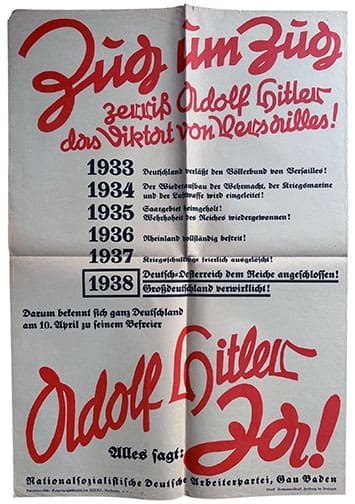 Zug um Zug
zerriß Adolf Hitler
das Diktat von Versailles!
1933 Deutschland verläßt den Völkerbund von Versailles!
1934 Der Wiederaufbau der Wehrmacht, der Kriegsmarine
und der Luftwaffe wird eingeleitet!
1935 Saargebiet heimgeholt!
Wehrhoheit des Reiches wiedergewonnen!
1936 Rheinland vollständig befreit!
1937 Kriegsschuldlüge feierlich ausgelöscht!
1938 Deutsch-Oesterreich dem Reiche angeschlossen!
Großdeutschland verwirklicht!
Darum bekennt sich ganz Deutschland
am 10. April zu seinem Befreier
Adolf Hitler
Alles sagt:
Ja!
Nationalsozialistische Deutsche Arbeiterpartei, Gau Baden